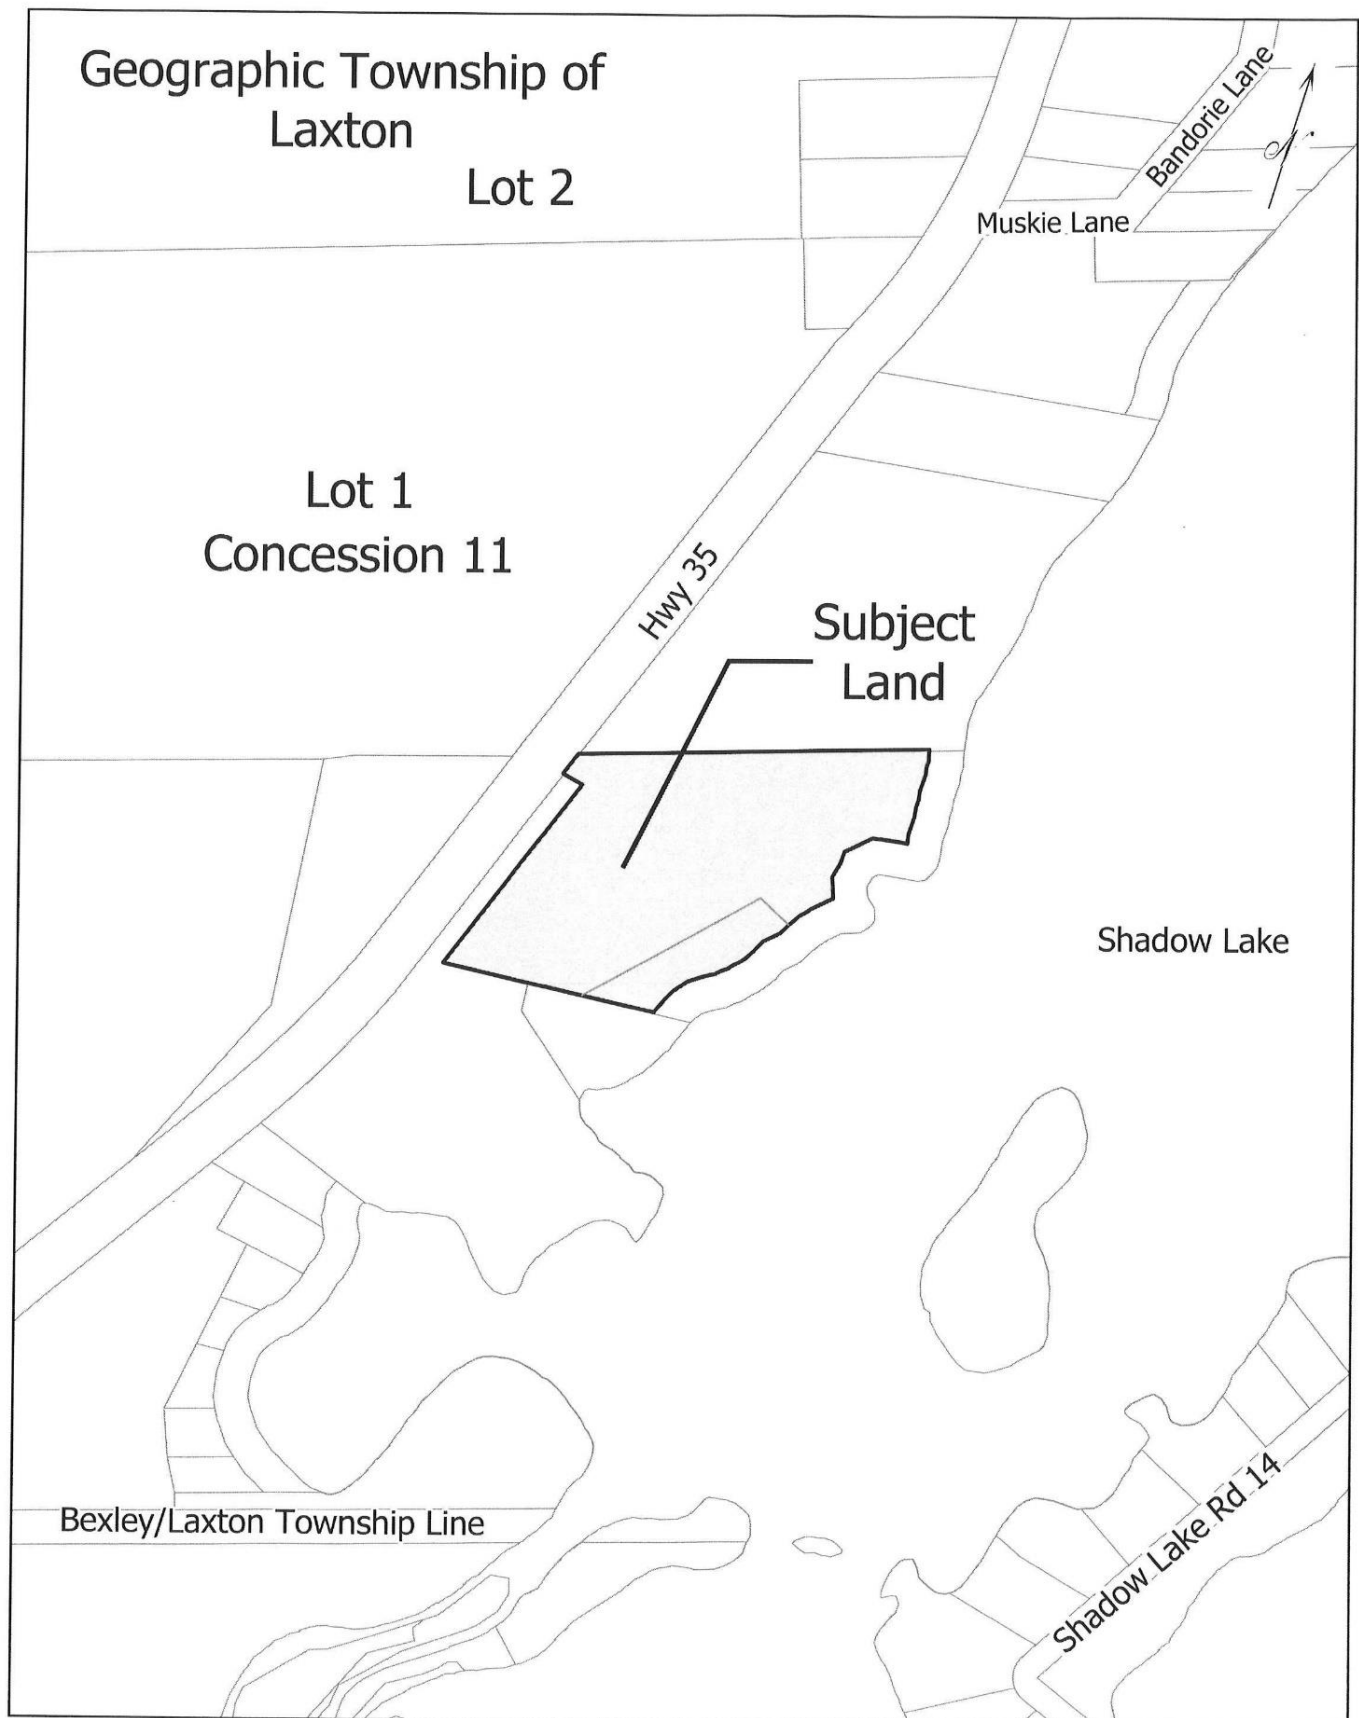 Geographic Township of
Laxton
Lot 2
Bandorie Lane
N
Muskie Lane
Lot 1
Concession 11
Hwy 35
Subject
Land
Shadow Lake
Bexley/Laxton Township Line
Shadow Lake Rd 14